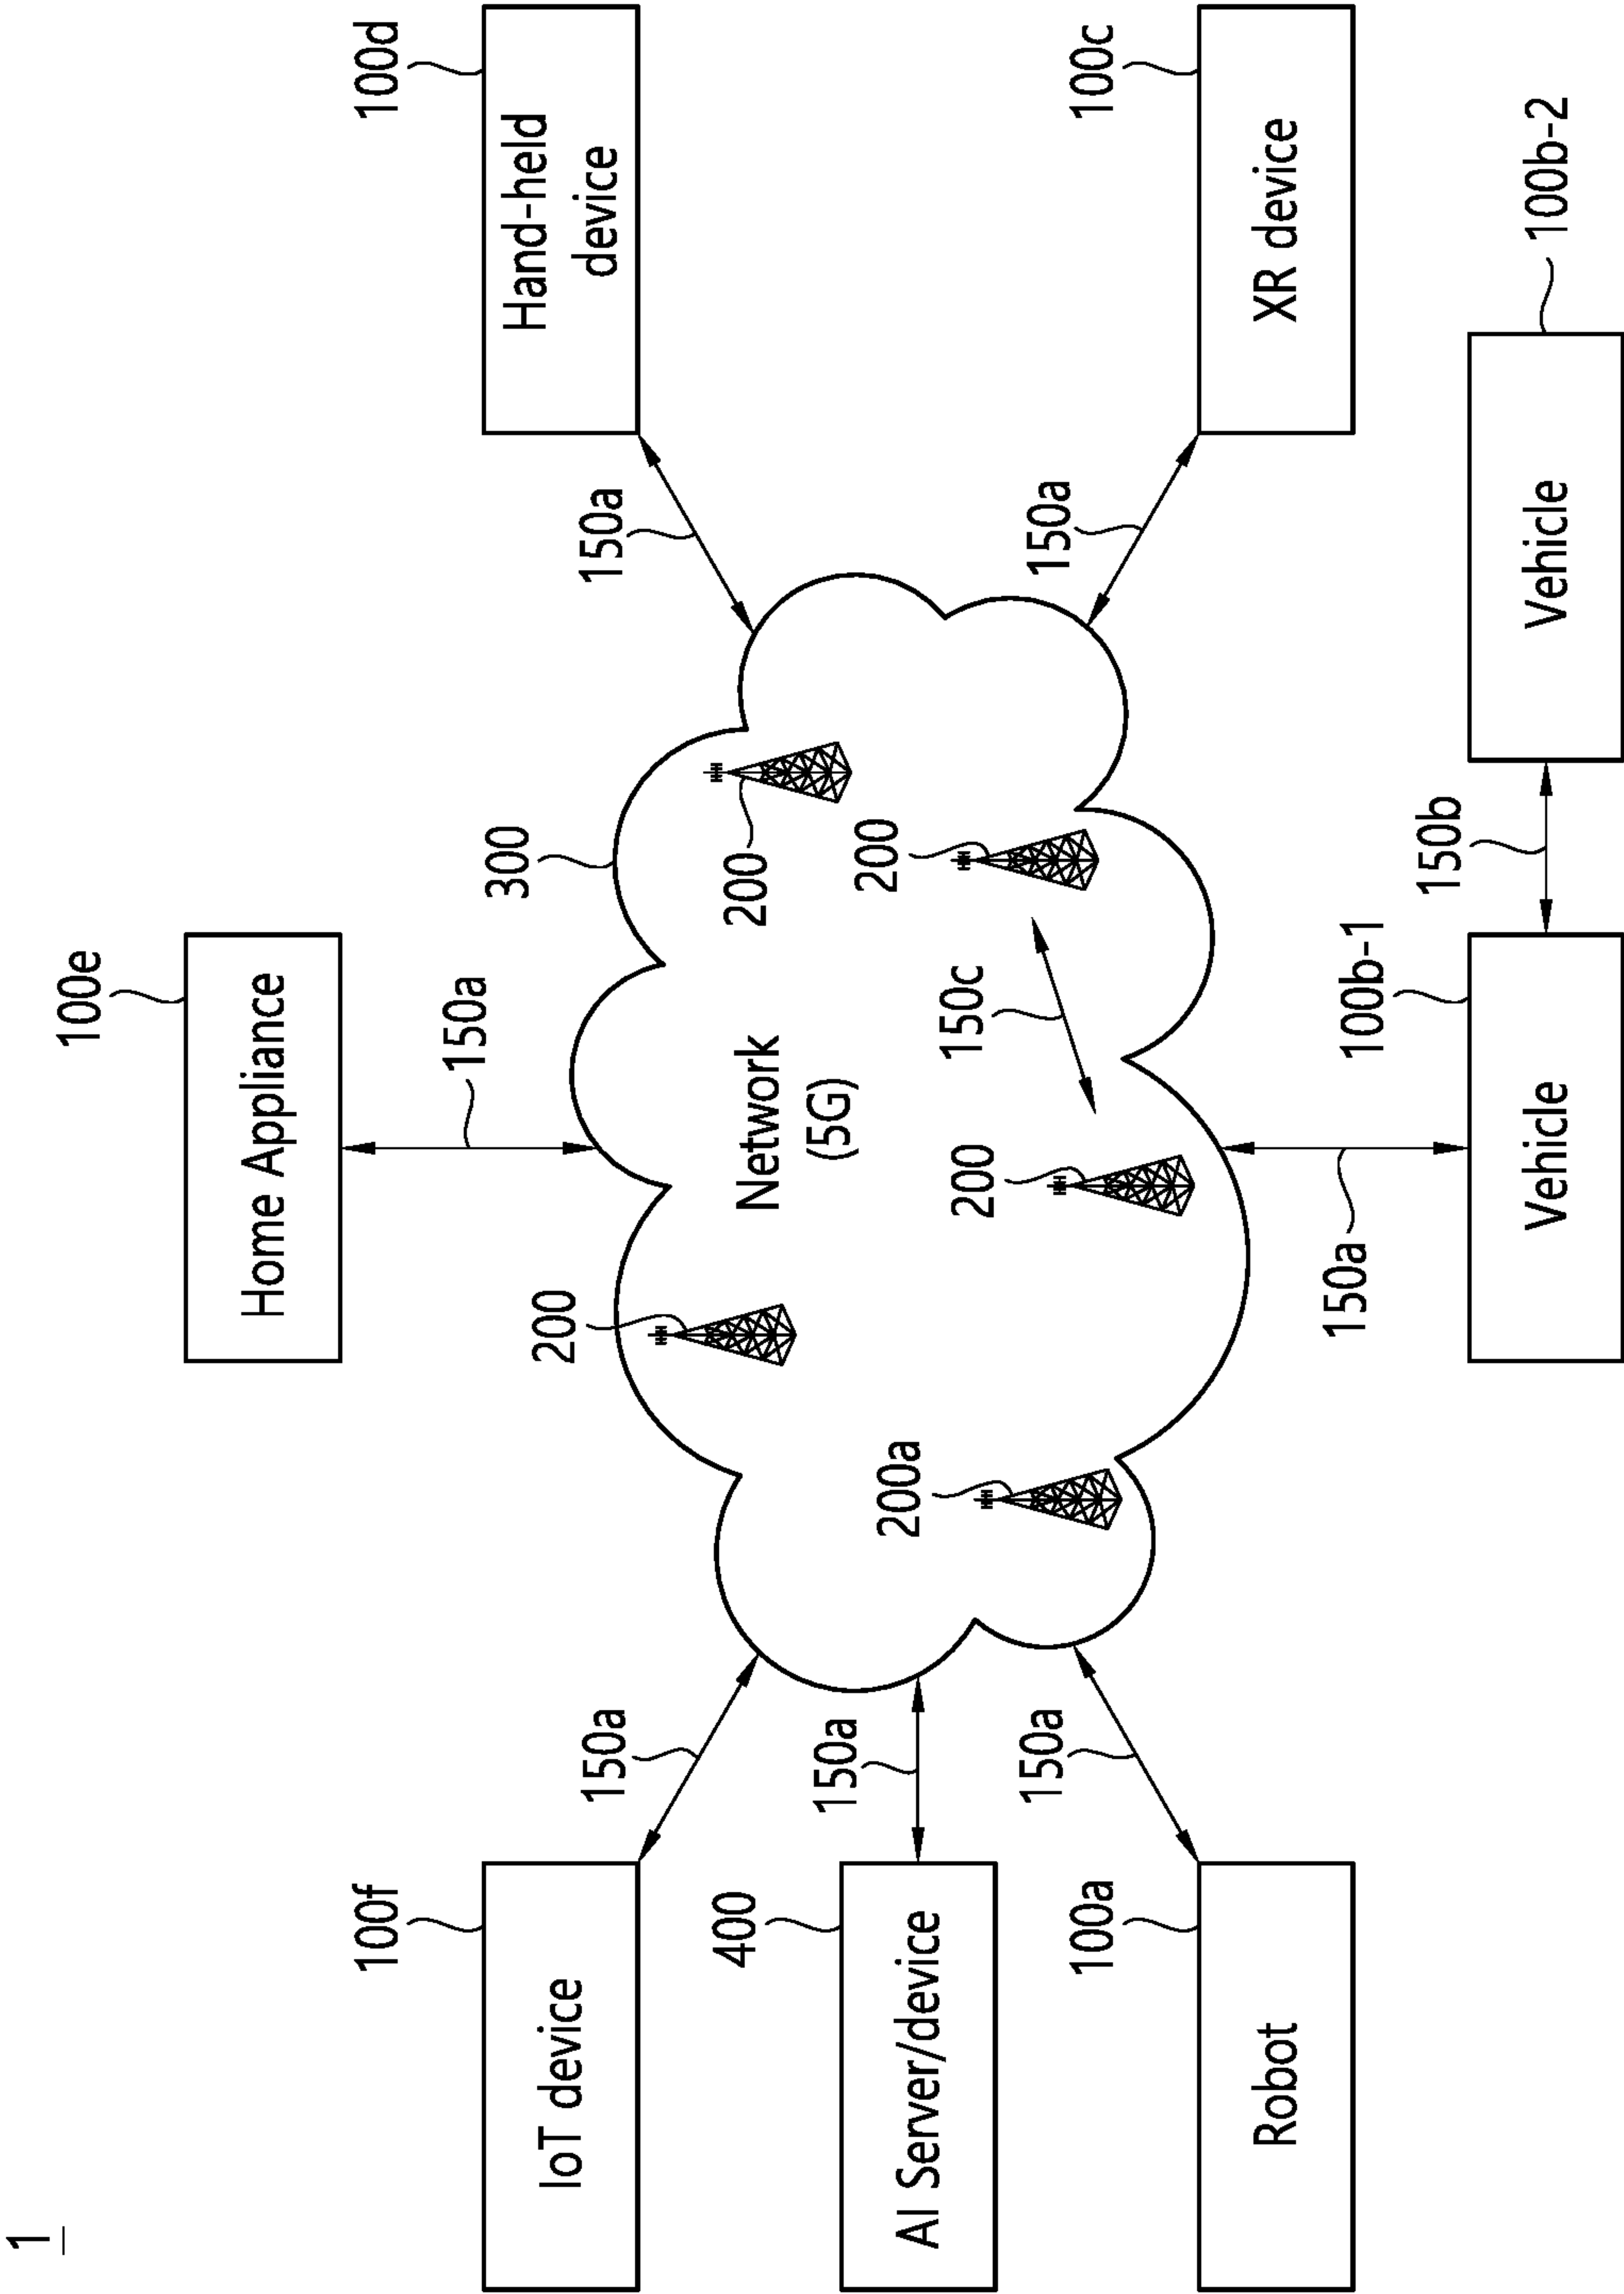 1
100e
Home Appliance
150a
100f
IoT device
150a
300
100d
Hand-held
device
150a
200
200
Network
(5G)
400
AI Server/device
150a
200a
200
200
150c
100a
Robot
150a
150a
100c
XR device
150a
100b-1
Vehicle
150b
Vehicle
100b-2